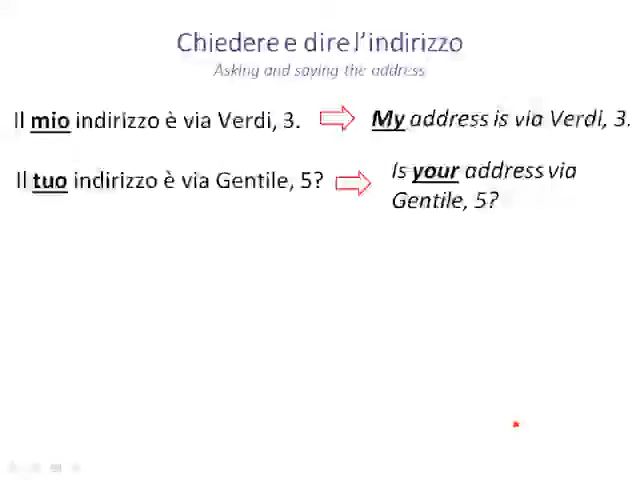 Chiedere e dire l'indirizzo
Asking and saying the address
Il mio indirizzo è via Verdi, 3.
My address is via Verdi, 3.
Il tuo indirizzo è via Gentile, 5?
Is your address via
Gentile, 5?